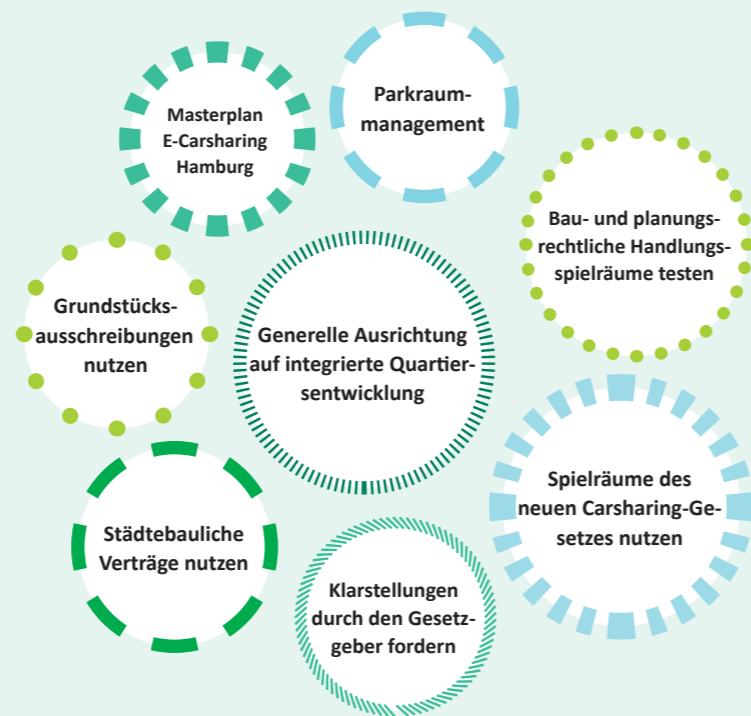 Masterplan
E-Carsharing
Hamburg
Parkraum-
management
Bau- und planungs-
rechtliche Handlungs-
spielräume testen
Grundstücks-
ausschreibungen
nutzen
Generelle Ausrichtung
auf integrierte Quartier-
sentwicklung
Spielräume des
neuen Carsharing-Ge-
setzes nutzen
Städtebauliche
Verträge nutzen
Klarstellungen
durch den Gesetz-
geber fordern